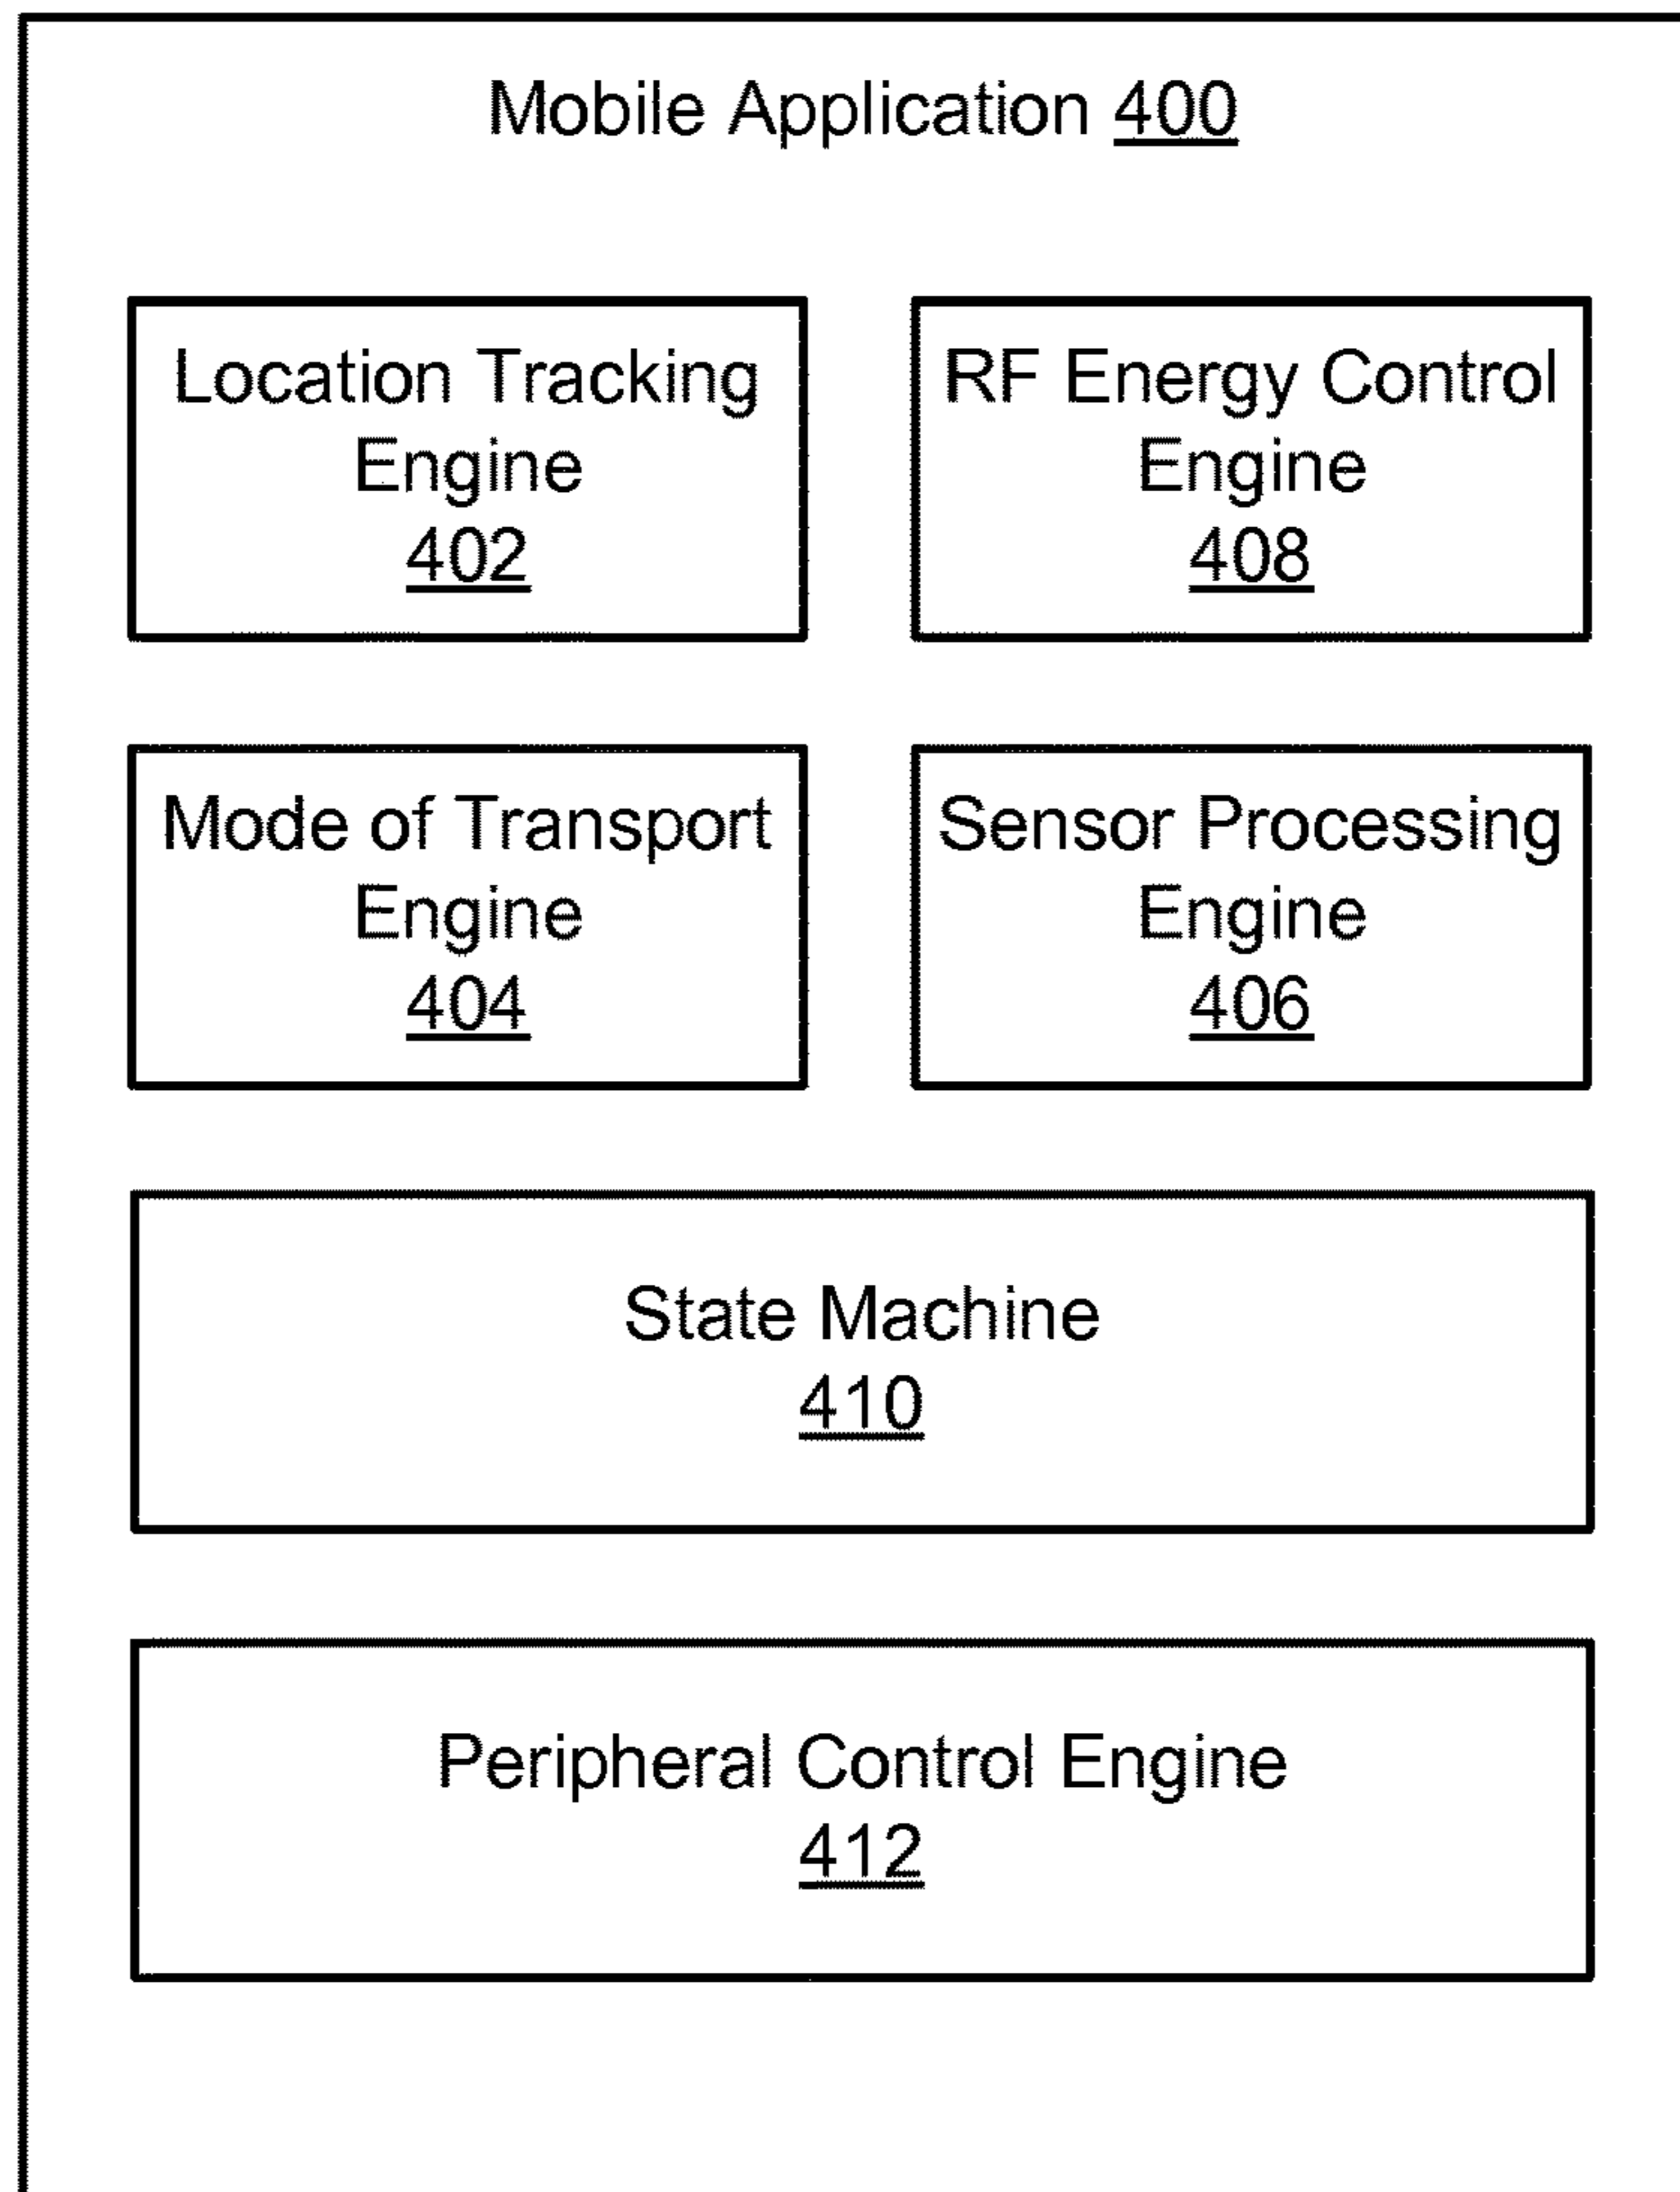 Mobile Application 400
Location Tracking
Engine
402
RF Energy Control
Engine
408
Mode of Transport
Engine
404
Sensor Processing
Engine
406
State Machine
410
Peripheral Control Engine
412